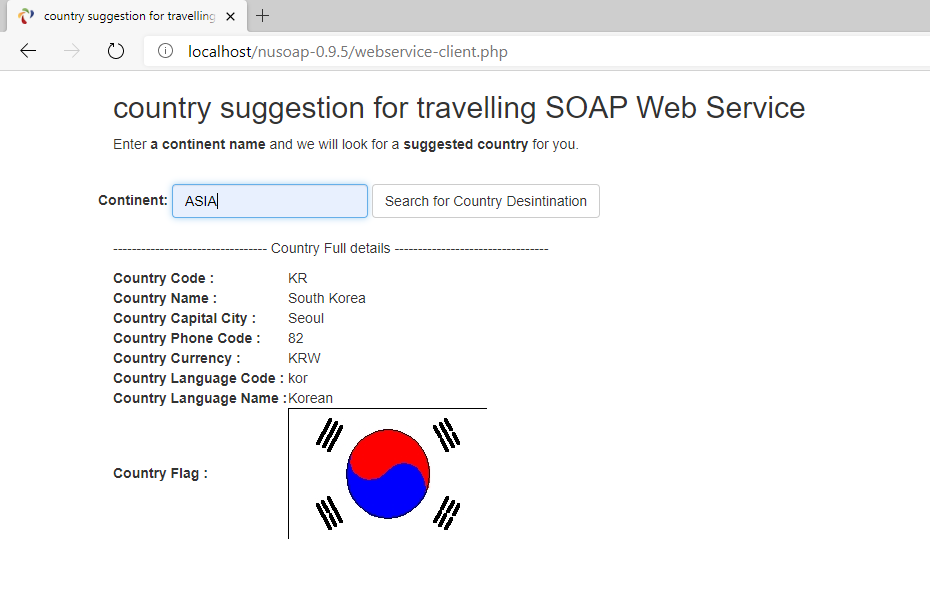 country suggestion for travelling
localhost/nusoap-0.9.5/webservice-client.php
country suggestion for travelling SOAP Web Service
Enter a continent name and we will look for a suggested country for you.
Continent: ASIA Search for Country Desintination
--------------------------------- Country Full details ---------------------------------
Country Code : KR
Country Name : South Korea
Country Capital City : Seoul
Country Phone Code : 82
Country Currency : KRW
Country Language Code : kor
Country Language Name : Korean
Country Flag :